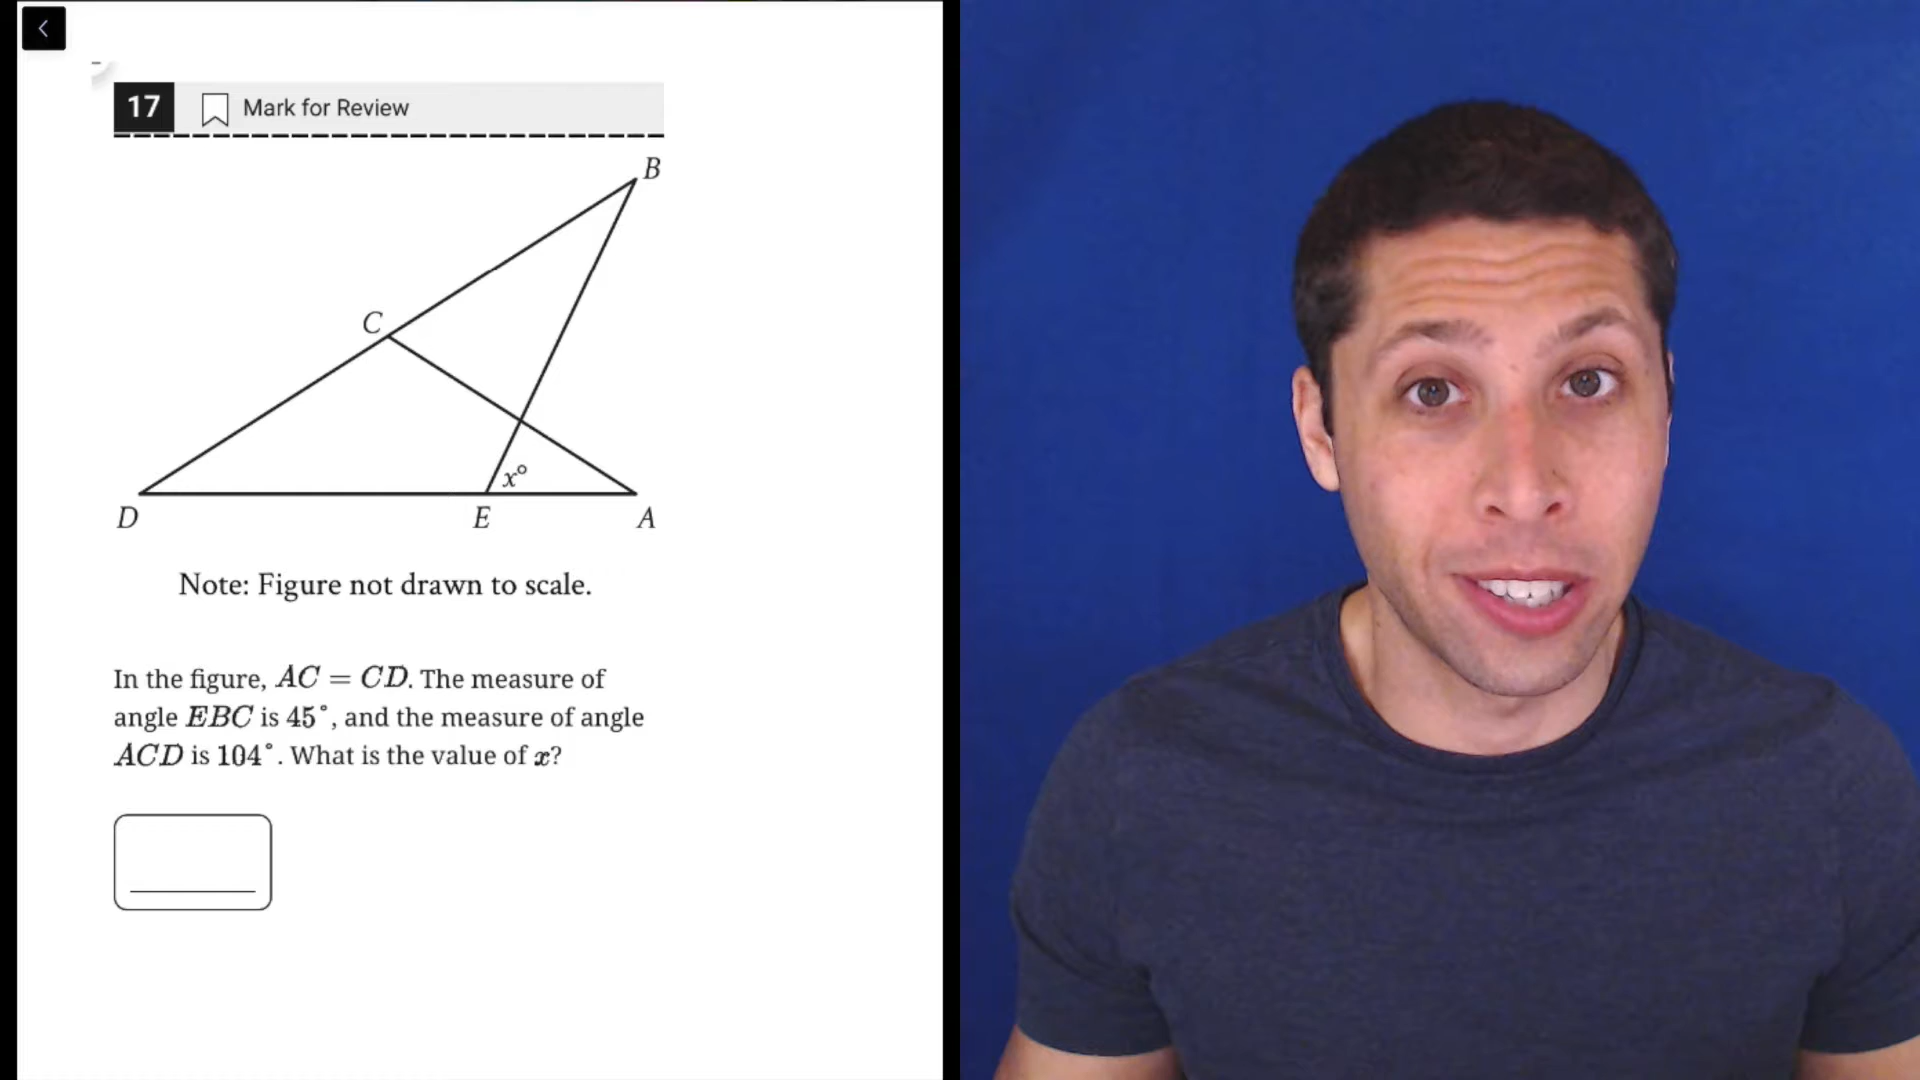 17 Mark for Review
B
C
x°
D E A
Note: Figure not drawn to scale.
In the figure, AC = CD. The measure of
angle EBC is 45°, and the measure of angle
ACD is 104°. What is the value of x?